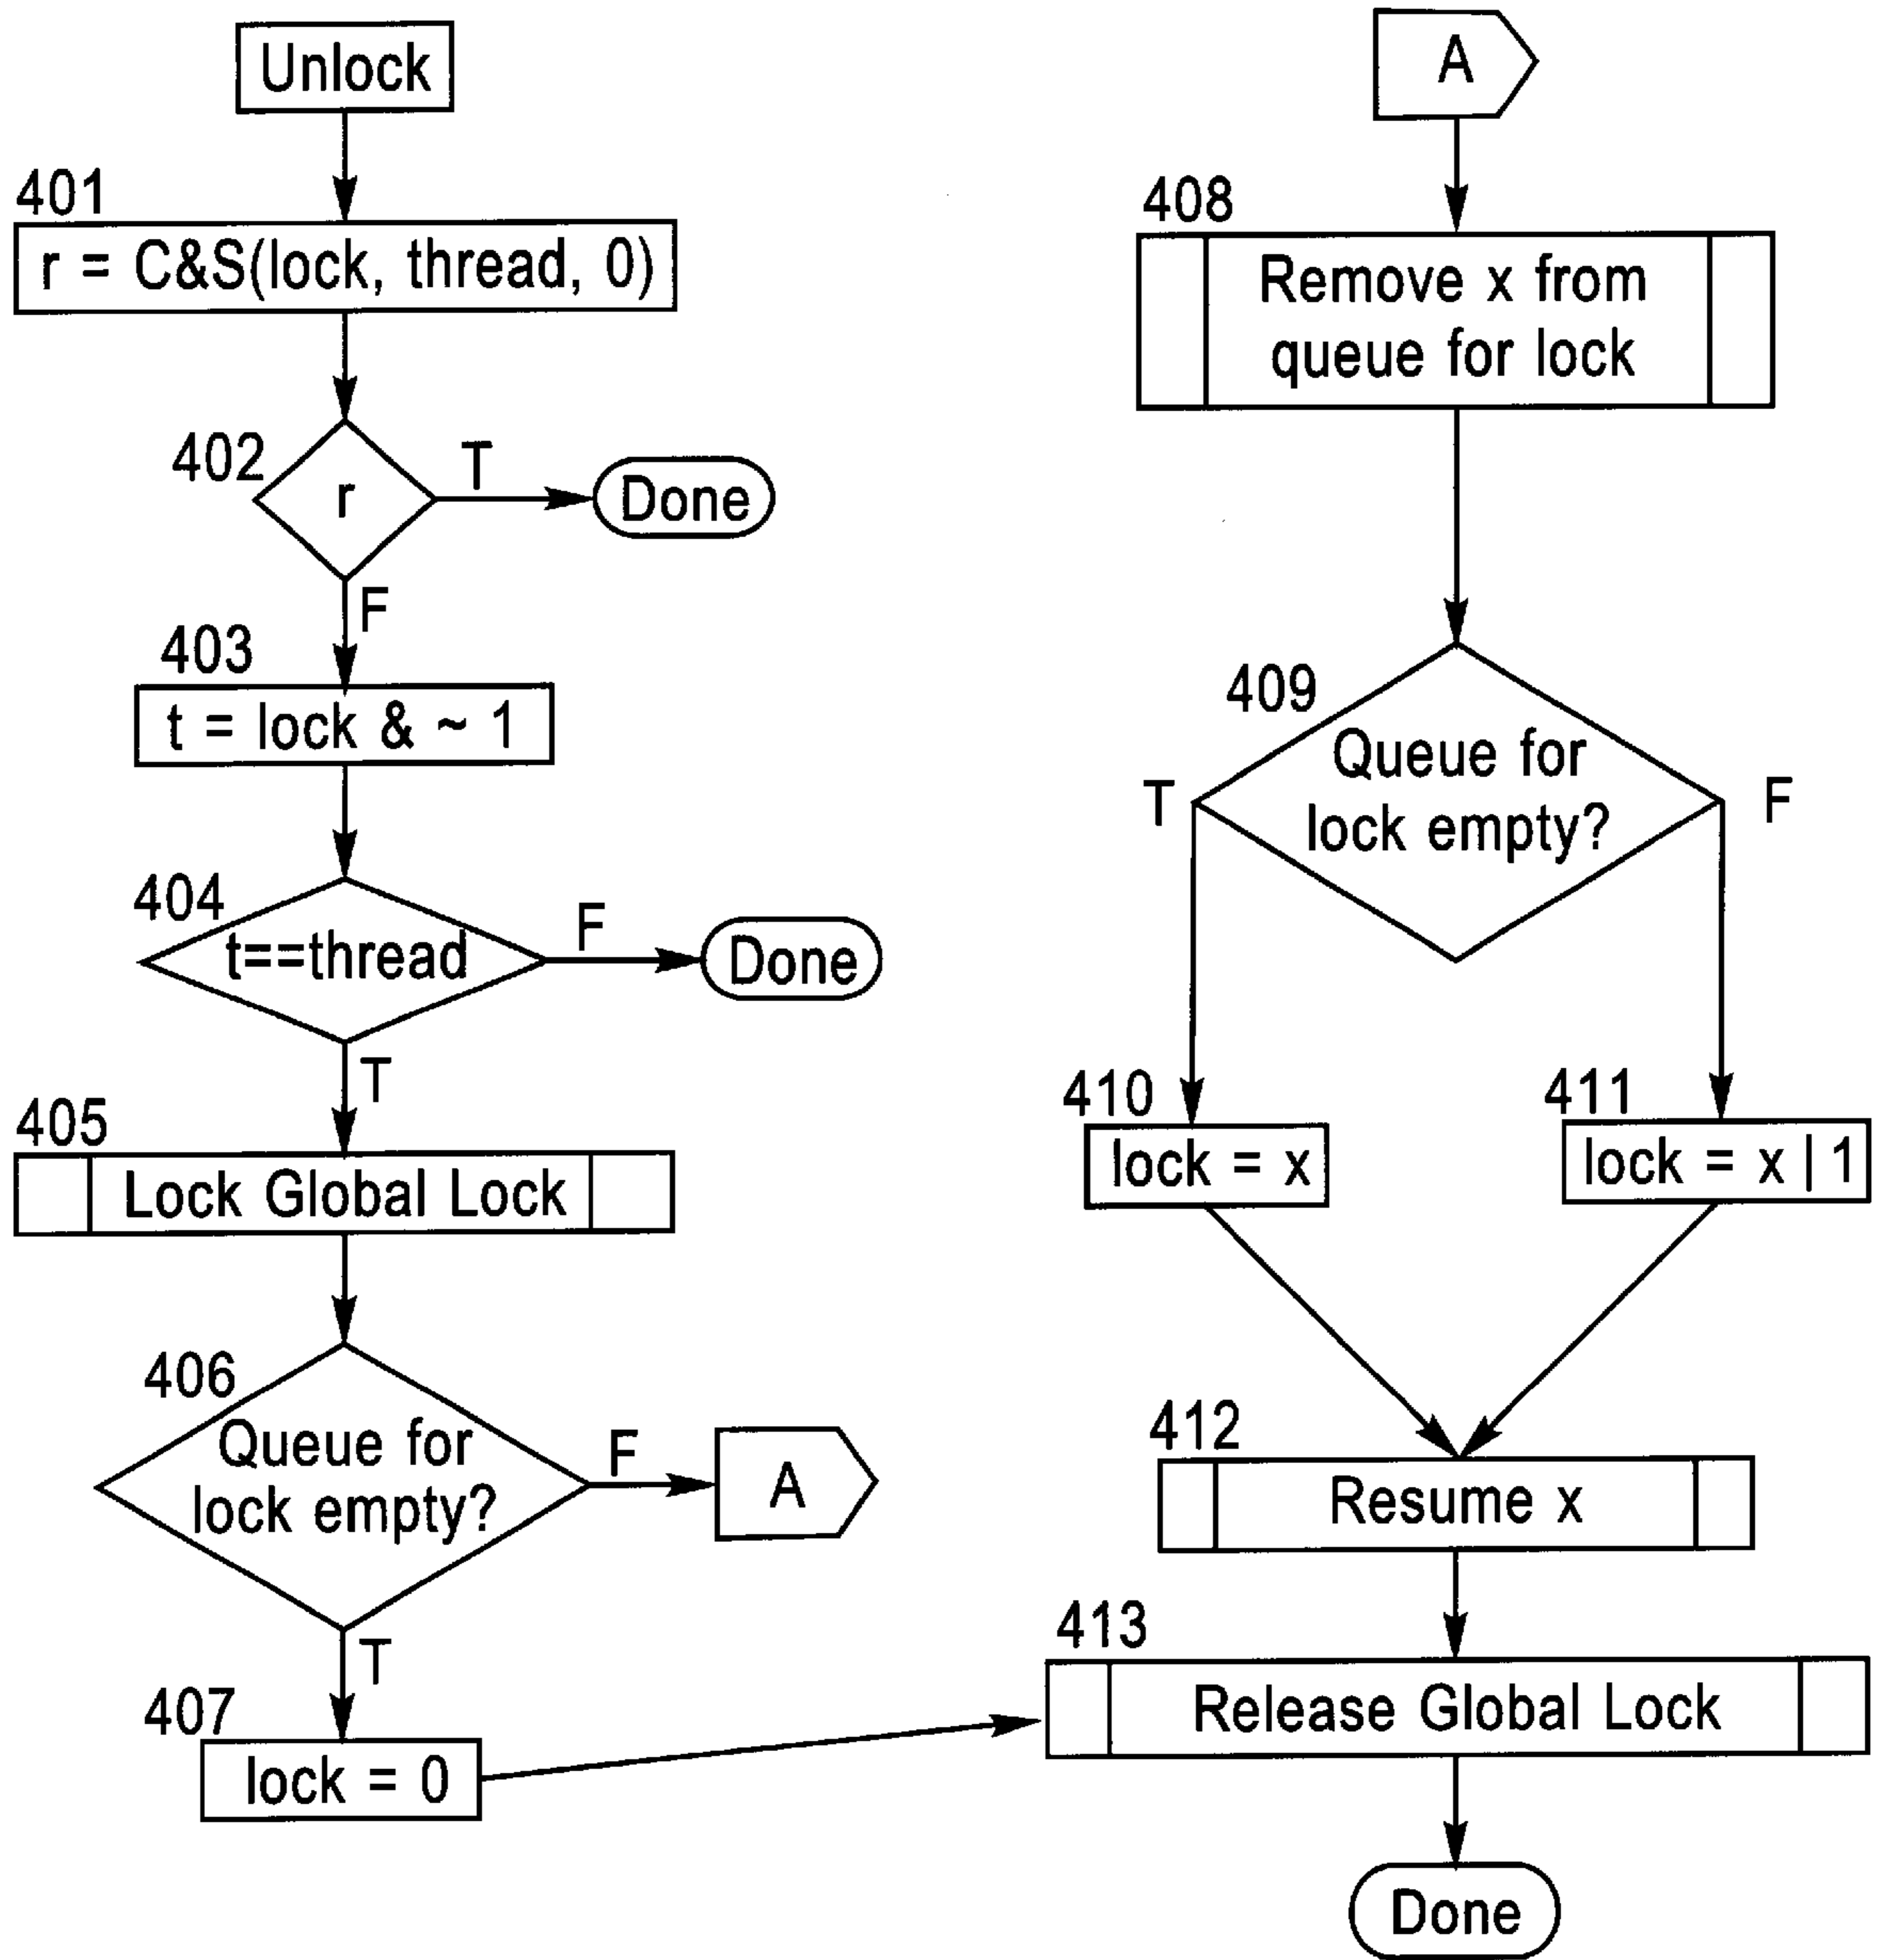 Unlock
401
r = C&S(lock, thread, 0)
402
r
T
Done
F
403
t = lock & ~ 1
404
t==thread
F
Done
T
405
Lock Global Lock
406
Queue for
lock empty?
F
A
T
407
lock = 0
A
408
Remove x from
queue for lock
409
Queue for
lock empty?
T
F
410
lock = x
411
lock = x | 1
412
Resume x
413
Release Global Lock
Done